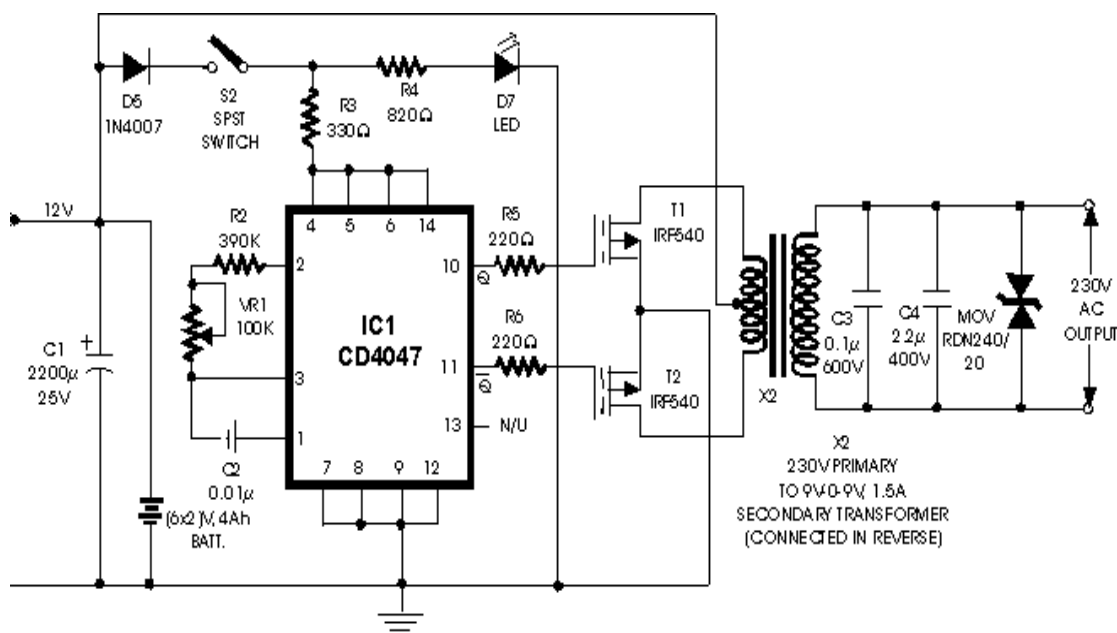 D5
1N4007
S2
SPST
SWITCH
R3
330Ω
R4
820Ω
D7
LED
12V
4
5
6
14
R2
390K
2
VR1
100K
3
1
C1
+
2200μ
25V
IC1
CD4047
10
Q
11
Q̅
13
N/U
7
8
9
12
C2
0.01μ
(6x2)V,4Ah
BATT.
R5
220Ω
R6
220Ω
T1
IRF540
T2
IRF540
X2
C3
0.1μ
600V
C4
2.2μ
400V
MOV
RDN240/
20
230V
AC
OUTPUT
X2
230V PRIMARY
TO 9V-0-9V, 1.5A
SECONDARY TRANSFORMER
(CONNECTED IN REVERSE)